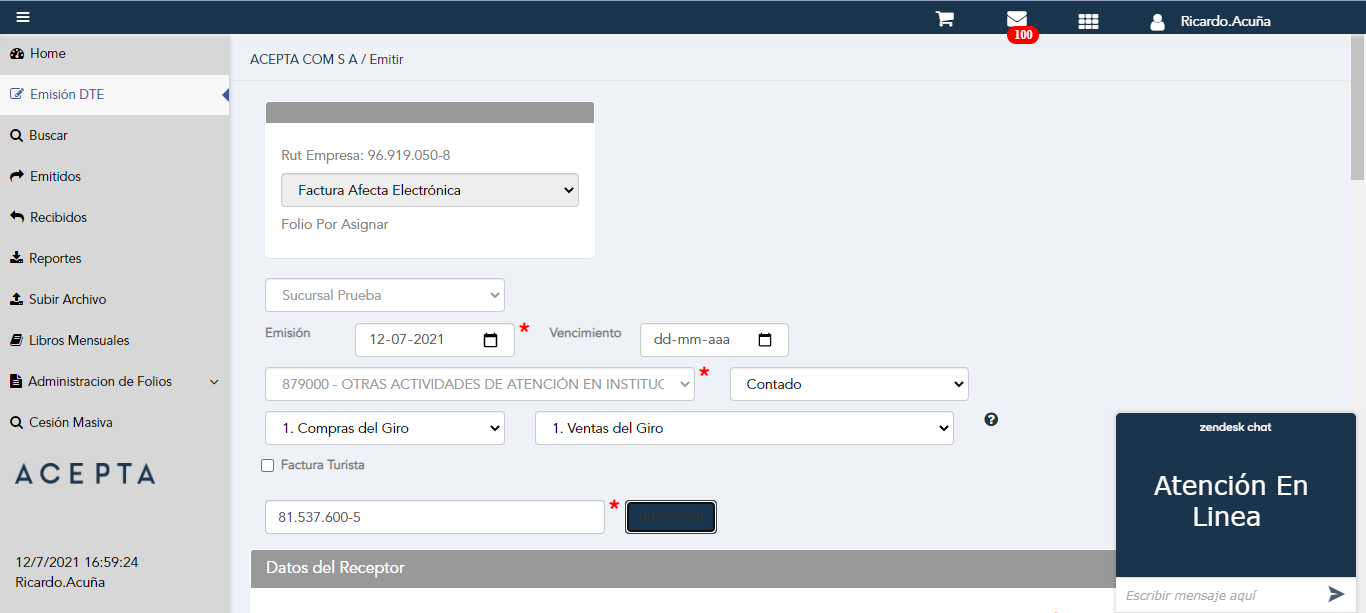 Ricardo.Acuña
100
Home
Emisión DTE
Buscar
Emitidos
Recibidos
Reportes
Subir Archivo
Libros Mensuales
Administracion de Folios
Cesión Masiva
ACEPTA
12/7/2021 16:59:24
Ricardo.Acuña
ACEPTA COM S A / Emitir
Rut Empresa: 96.919.050-8
Factura Afecta Electrónica
Folio Por Asignar
Sucursal Prueba
Emisión 12-07-2021 * Vencimiento dd-mm-aaa
879000 - OTRAS ACTIVIDADES DE ATENCIÓN EN INSTITUC * Contado
1. Compras del Giro 1. Ventas del Giro ?
Factura Turista
81.537.600-5 *
Datos del Receptor
zendesk chat
Atención En
Linea
Escribir mensaje aquí